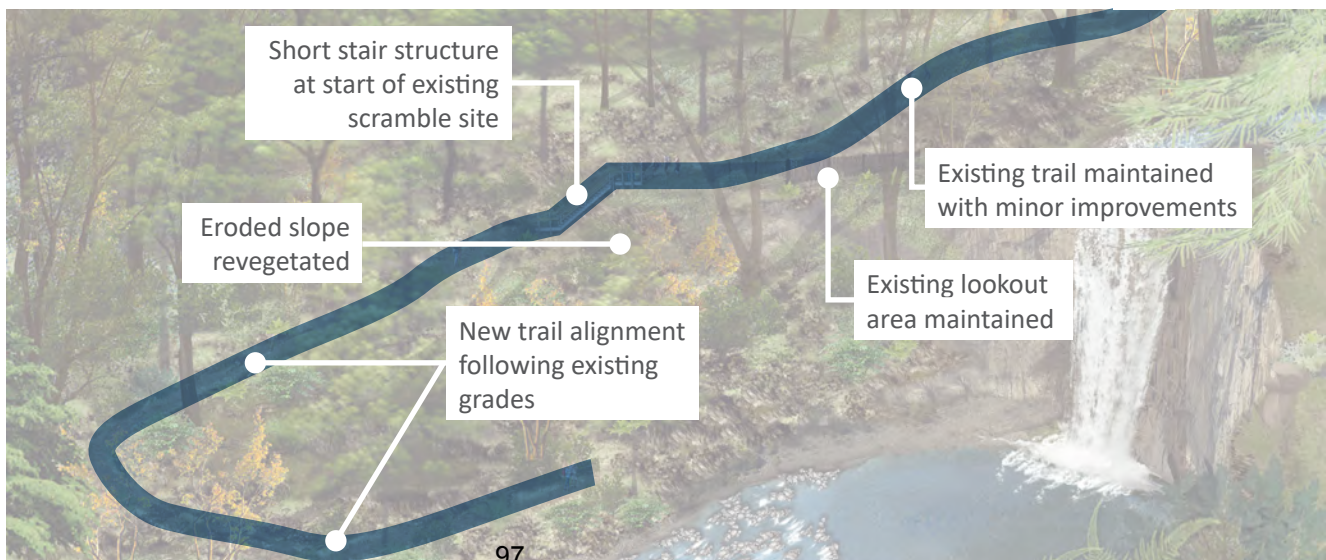 Short stair structure
at start of existing
scramble site
Existing trail maintained
with minor improvements
Eroded slope
revegetated
Existing lookout
area maintained
New trail alignment
following existing
grades
97